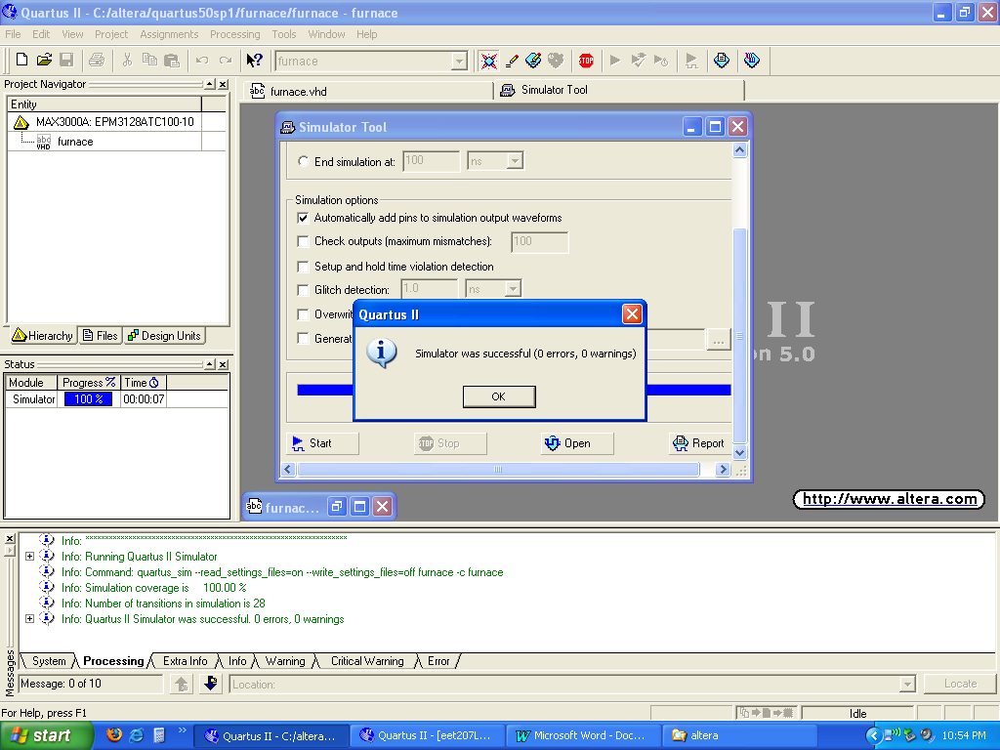 Quartus II - C:/altera/quartus50sp1/furnace/furnace - furnace
File Edit View Project Assignments Processing Tools Window Help
furnace
STOP
Project Navigator
Entity
MAX3000A: EPM3128ATC100-10
abc VHD furnace
Hierarchy Files Design Units
Status
Module Progress % Time
Simulator 100 % 00:00:07
abc furnace.vhd
Simulator Tool
Simulator Tool
End simulation at: 100 ns
Simulation options
Automatically add pins to simulation output waveforms
Check outputs (maximum mismatches): 100
Setup and hold time violation detection
Glitch detection: 1.0 ns
Overwrit
Generat
...
Quartus II
Simulator was successful (0 errors, 0 warnings)
OK
Start
STOP Stop
Open
Report
II
on 5.0
http://www.altera.com
abc furnac...
Info: *******************************************************************
Info: Running Quartus II Simulator
Info: Command: quartus_sim --read_settings_files=on --write_settings_files=off furnace -c furnace
Info: Simulation coverage is 100.00 %
Info: Number of transitions in simulation is 28
Info: Quartus II Simulator was successful. 0 errors, 0 warnings
System Processing Extra Info Info Warning Critical Warning Error
Messages
Message: 0 of 10
Location:
Locate
For Help, press F1
Idle
start
Quartus II - C:/altera...
Quartus II - [eet207L...
Microsoft Word - Doc...
altera
10:54 PM